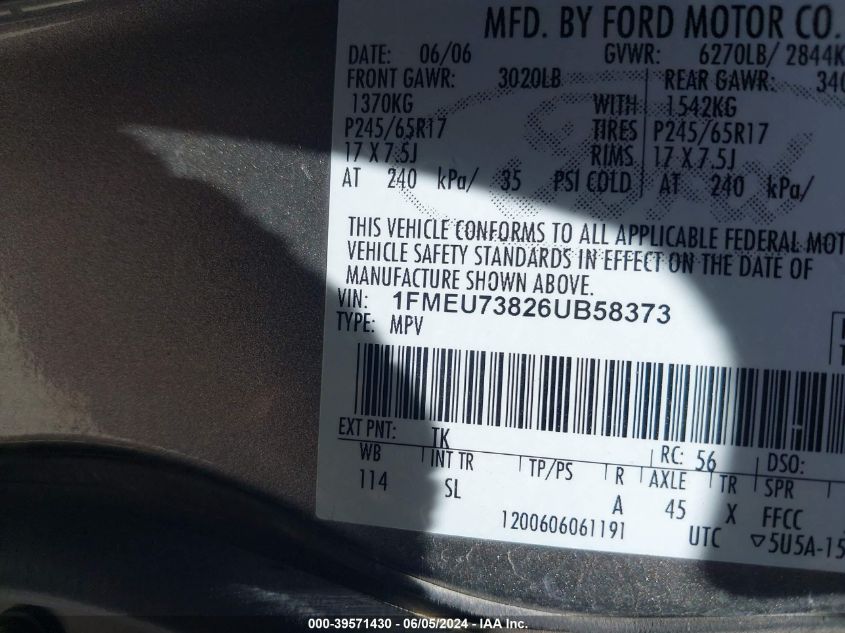 MFD. BY FORD MOTOR CO.
DATE: 06/06 GVWR: 6270LB/ 2844K
FRONT GAWR: 3020LB REAR GAWR: 340
1370KG WITH 1542KG
P245/65R17 TIRES P245/65R17
17 X 7.5J RIMS 17 X 7.5J
AT 240 kPa/ 35 PSI COLD AT 240 kPa/
THIS VEHICLE CONFORMS TO ALL APPLICABLE FEDERAL MOT
VEHICLE SAFETY STANDARDS IN EFFECT ON THE DATE OF
MANUFACTURE SHOWN ABOVE.
VIN: 1FMEU73826UB58373
TYPE: MPV
EXT PNT: TK RC: 56 DSO:
WB INT TR TP/PS R AXLE TR SPR
114 SL A 45 X FFCC
1200606061191 UTC ▽5U5A-15
000-39571430 - 06/05/2024 - IAA Inc.